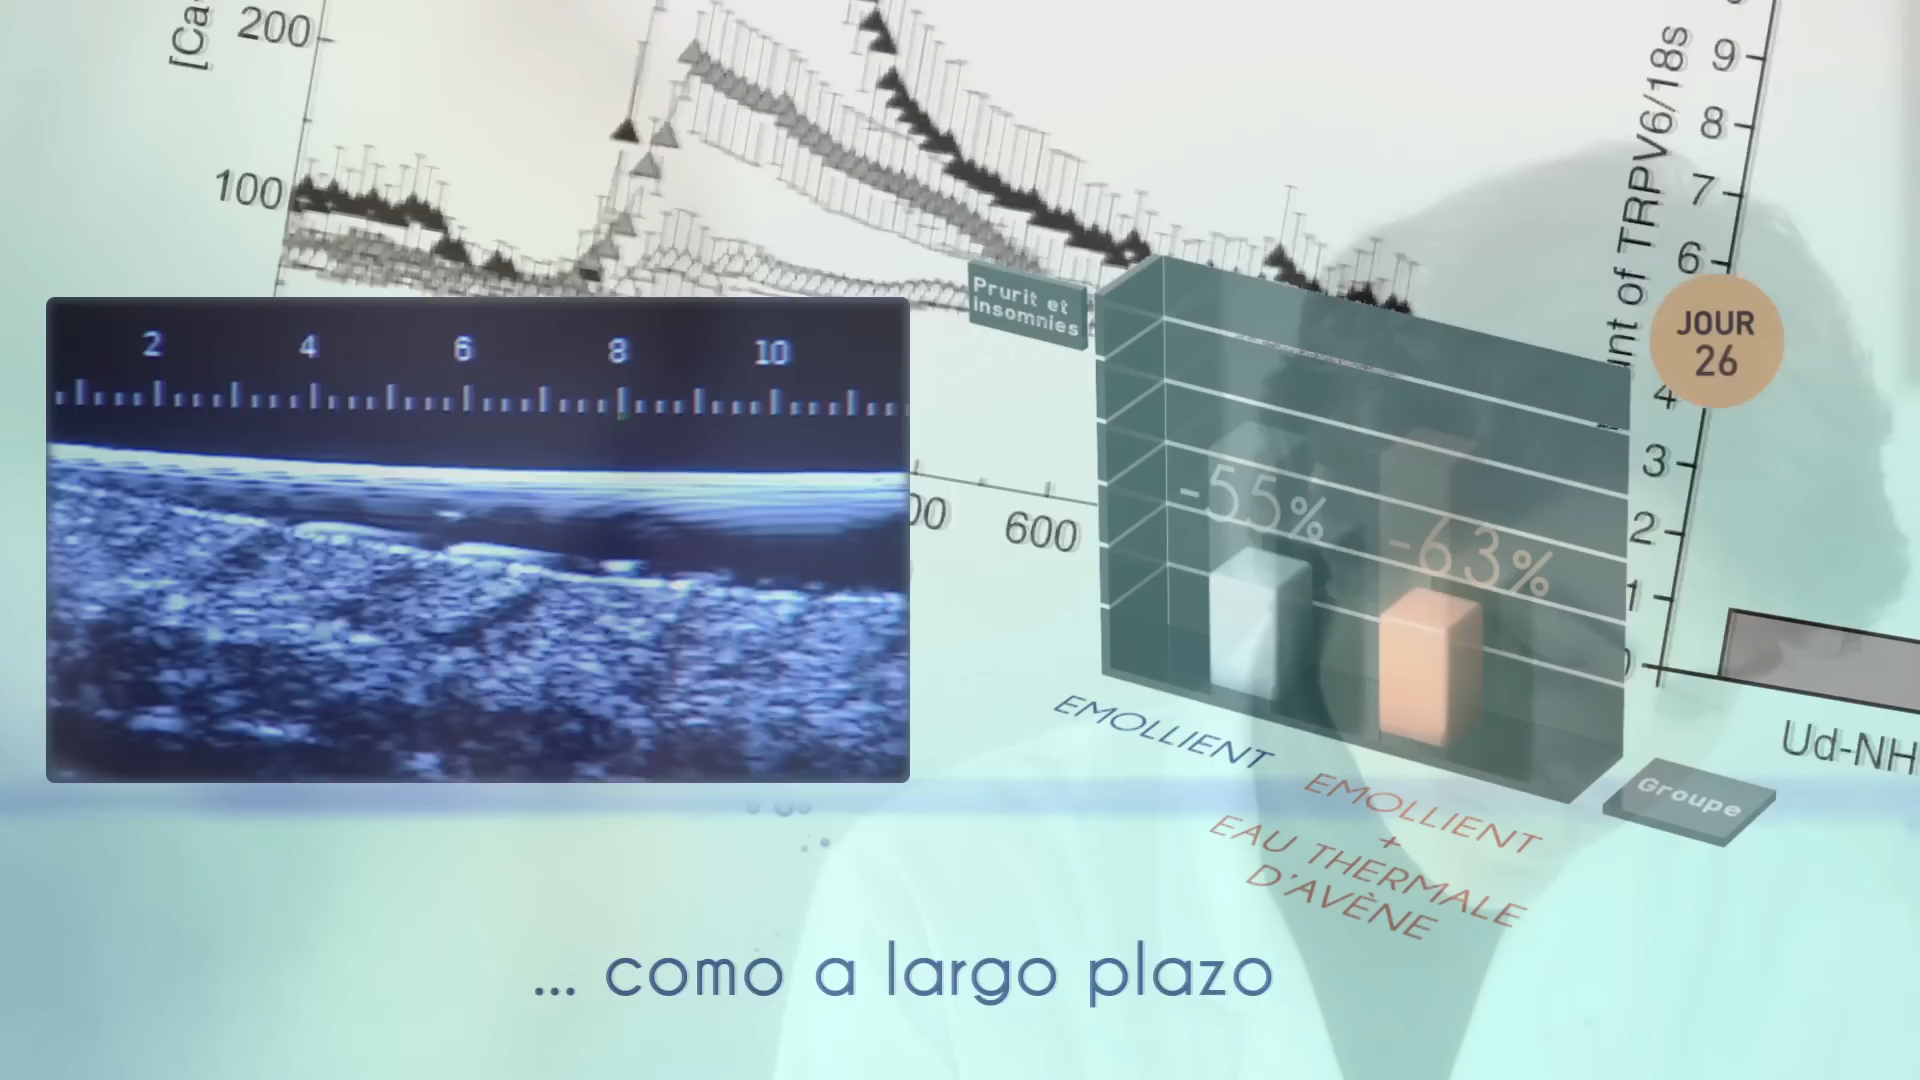 [Ca
200
100
00
600
9
8
7
6
4
3
2
1
0
nt of TRPV6/18s
Ud-NH
2 4 6 8 10
Prurit et
insomnies
JOUR
26
-55%
-63%
EMOLLIENT
EMOLLIENT
+
EAU THERMALE
D'AVÈNE
Groupe
... como a largo plazo